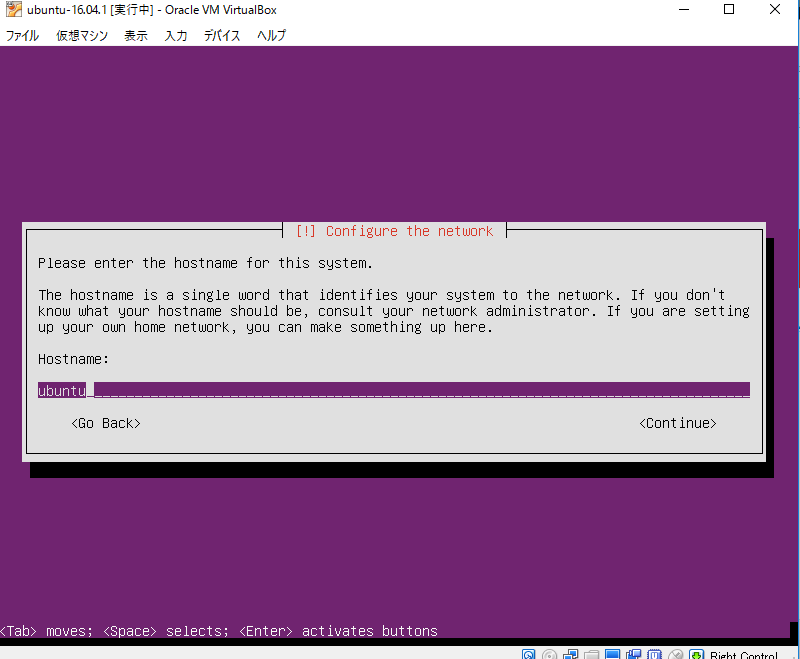 ubuntu-16.04.1 [実行中] - Oracle VM VirtualBox
ファイル 仮想マシン 表示 入力 デバイス ヘルプ
[!] Configure the network
Please enter the hostname for this system.
The hostname is a single word that identifies your system to the network. If you don't
know what your hostname should be, consult your network administrator. If you are setting
up your own home network, you can make something up here.
Hostname:
ubuntu
<Go Back> <Continue>
<Tab> moves; <Space> selects; <Enter> activates buttons
Right Control